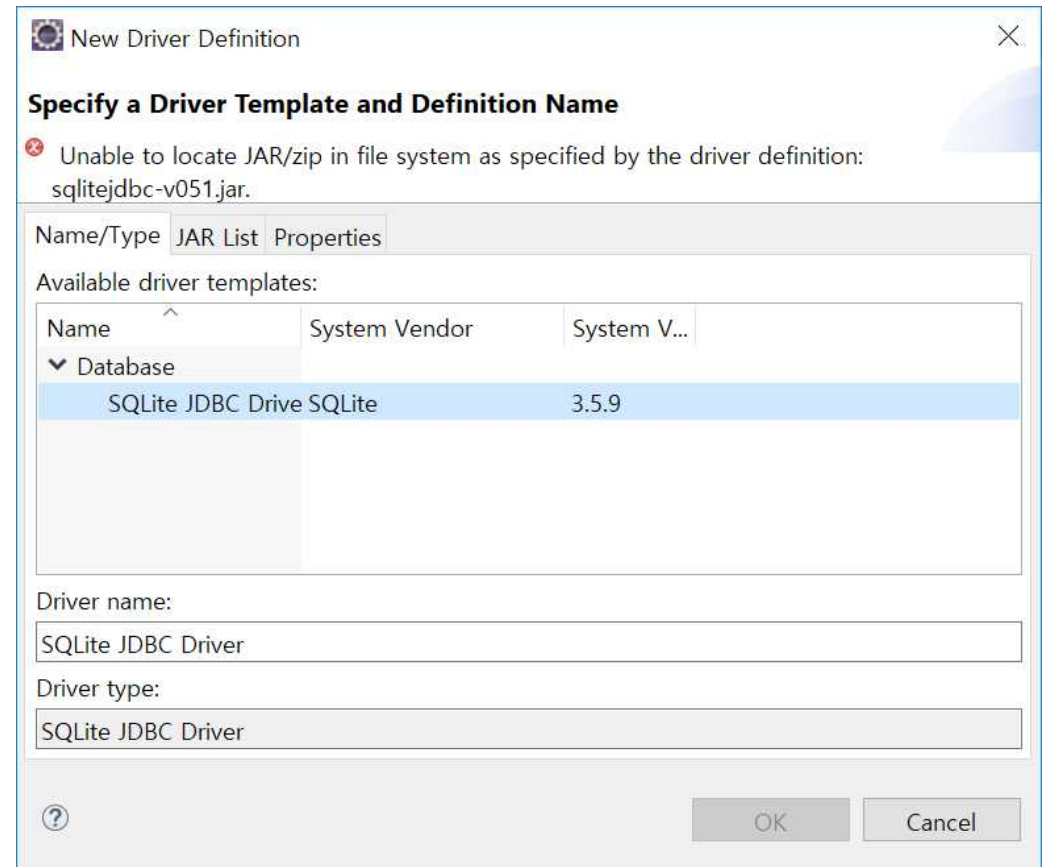 New Driver Definition
Specify a Driver Template and Definition Name
Unable to locate JAR/zip in file system as specified by the driver definition:
sqlitejdbc-v051.jar.
Name/Type JAR List Properties
Available driver templates:
Name System Vendor System V...
Database
SQLite JDBC Drive SQLite 3.5.9
Driver name:
SQLite JDBC Driver
Driver type:
SQLite JDBC Driver
OK Cancel